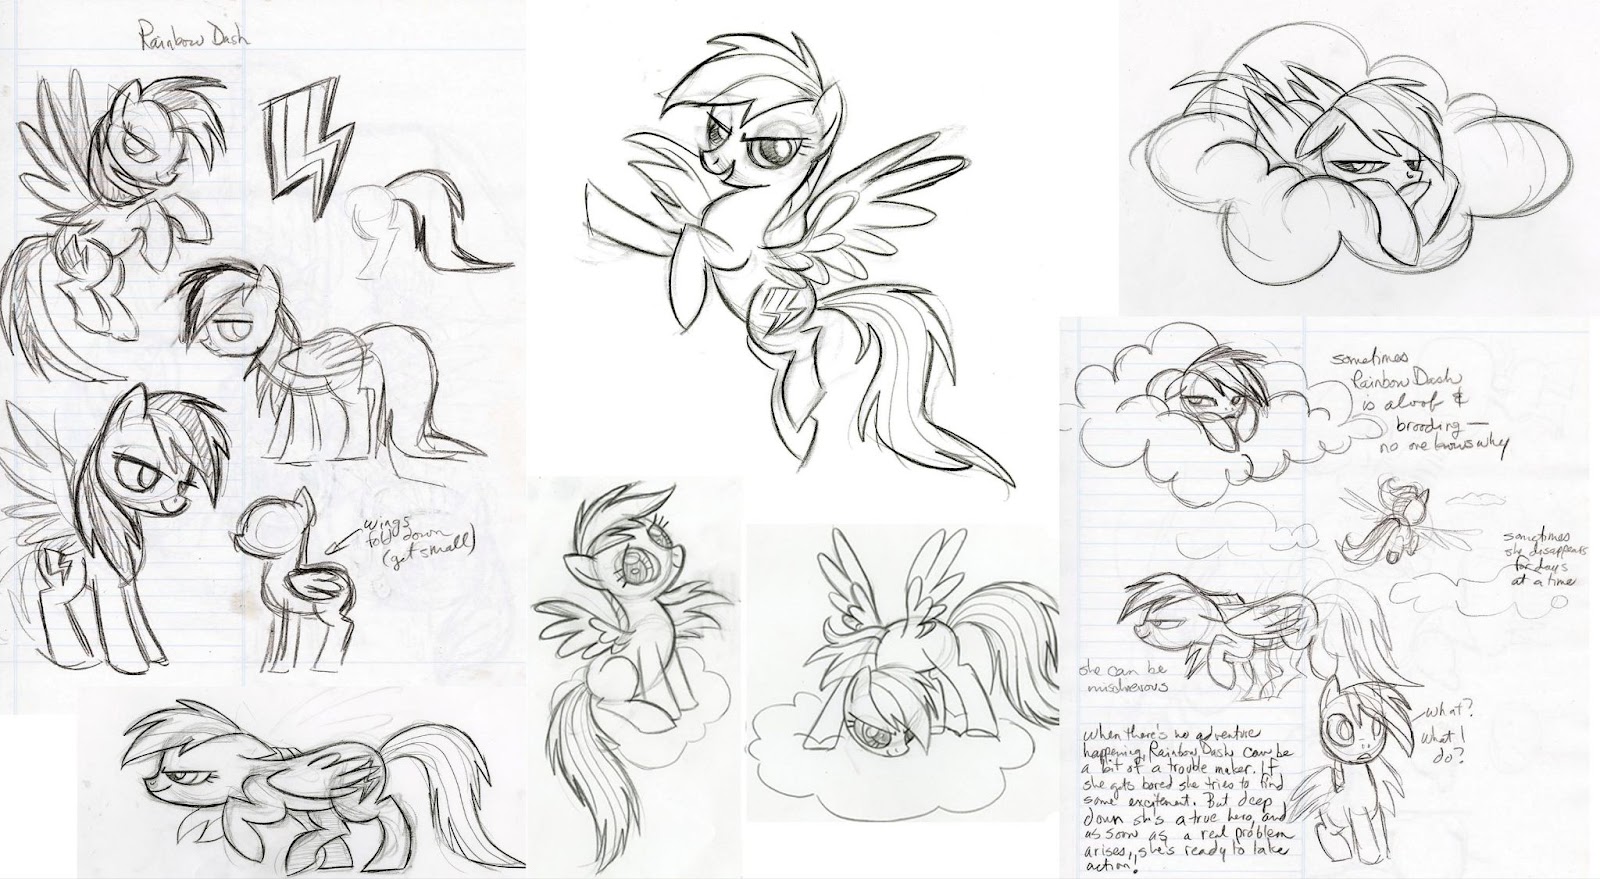 Rainbow Dash
wings
fold down
(get small)
sometimes
Rainbow Dash
is aloof &
brooding—
no one knows why
sometimes
she disappears
for days
at a time
she can be
mischievous
What?
What I
do?
When there's no adventure
happening, Rainbow Dash can be
a bit of a trouble maker. If
she gets bored she tries to find
some excitement. But deep
down she's a true hero, and
as soon as a real problem
arises, she's ready to take
action!